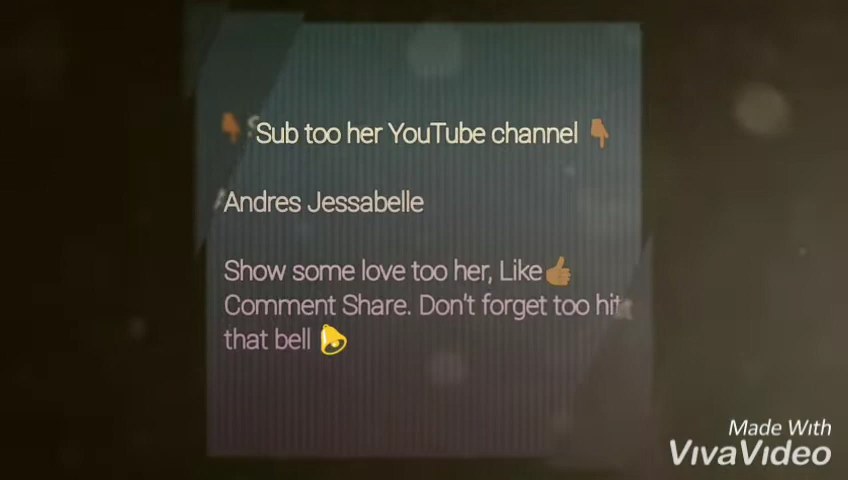 👇 Sub too her YouTube channel 👇
Andres Jessabelle
Show some love too her, Like👍
Comment Share. Don't forget too hit
that bell 🔔
Made With
VivaVideo